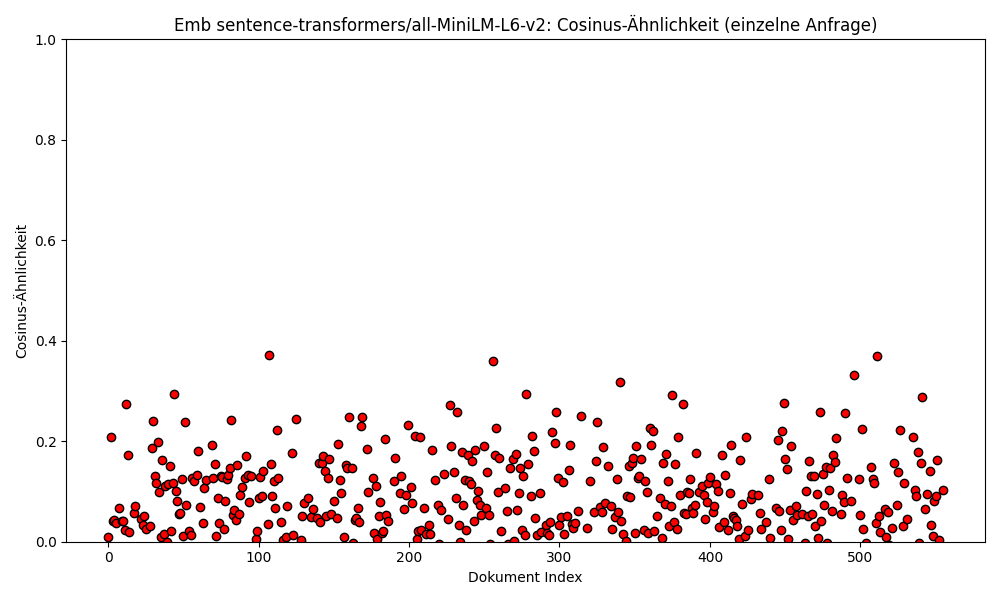 Emb sentence-transformers/all-MiniLM-L6-v2: Cosinus-Ähnlichkeit (einzelne Anfrage)
1.0
0.8
0.6
0.4
0.2
0.0
Cosinus-Ähnlichkeit
0 100 200 300 400 500
Dokument Index